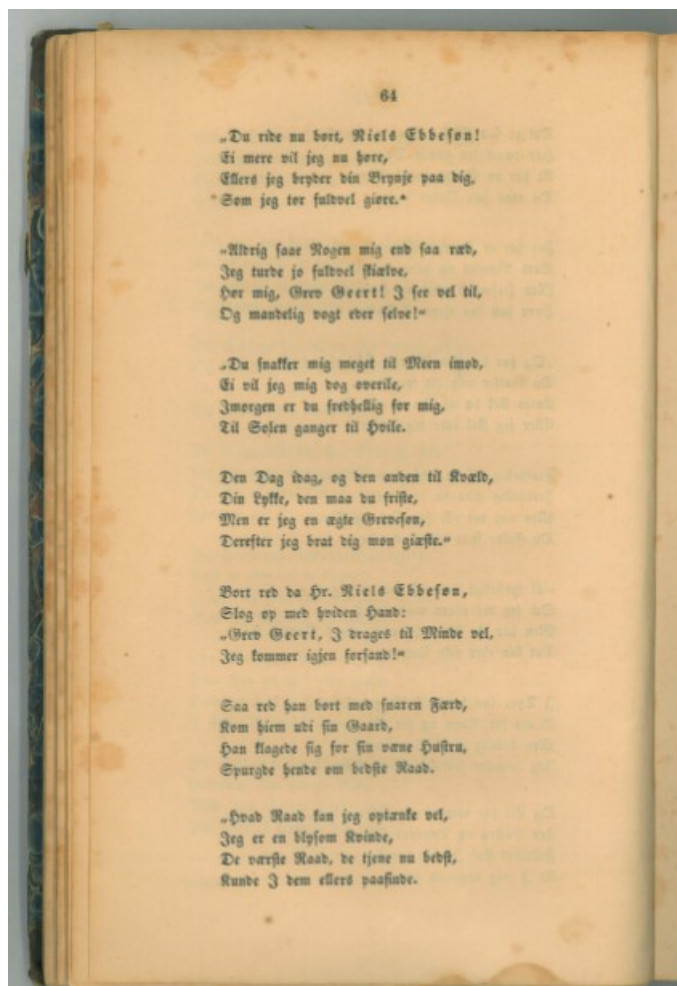 64
„Du ride nu bort, Niels Ebbesøn!
Ei mere vil jeg nu høre,
Ellers jeg bryder din Brynje paa dig,
Som jeg tør fuldvel giøre.“
„Aldrig saae Nogen mig end saa ræd,
Jeg turde jo fuldvel skiælve,
Hør mig, Grev Geert! I see vel til,
Og mandelig vogt eder selve!“
„Du snakker mig meget til Meen imod,
Ei vil jeg mig dog overile,
Imorgen er du fredhellig for mig,
Til Solen ganger til Hvile.
Den Dag idag, og den anden til Kvæld,
Din Lykke, den maa du friste,
Men er jeg en ægte Grevesøn,
Derefter jeg brat dig mon giæste.“
Bort red da Hr. Niels Ebbesøn,
Slog op med hviden Hand:
„Grev Geert, I drages til Minde vel,
Jeg kommer igjen forsand!“
Saa red han bort med snaren Færd,
Kom hiem udi sin Gaard,
Han klagede sig for sin væne Hustru,
Spurgde hende om bedste Raad.
„Hvad Raad kan jeg optænke vel,
Jeg er en blysom Kvinde,
De værste Raad, de tjene nu bedst,
Kunde I dem ellers paafinde.